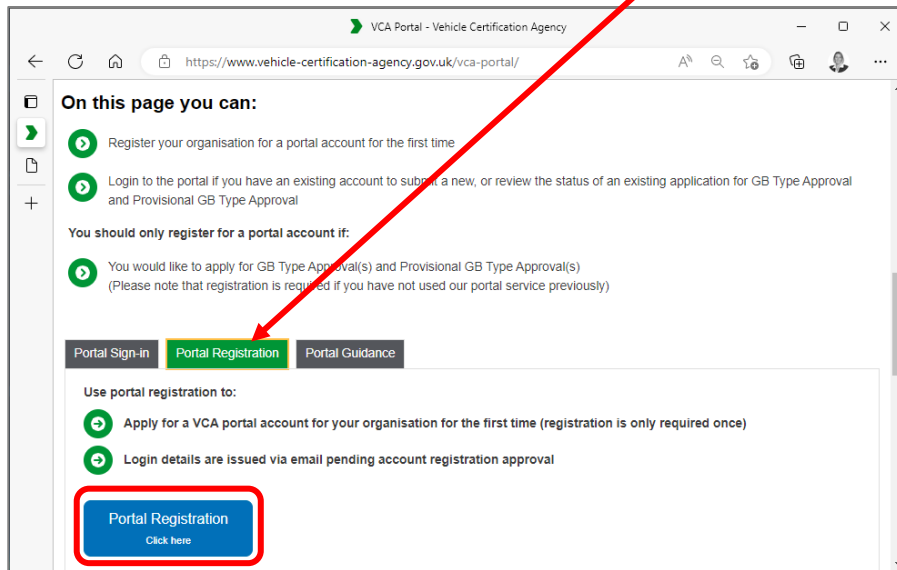 VCA Portal - Vehicle Certification Agency
https://www.vehicle-certification-agency.gov.uk/vca-portal/
On this page you can:
Register your organisation for a portal account for the first time
Login to the portal if you have an existing account to submit a new, or review the status of an existing application for GB Type Approval
and Provisional GB Type Approval
You should only register for a portal account if:
You would like to apply for GB Type Approval(s) and Provisional GB Type Approval(s)
(Please note that registration is required if you have not used our portal service previously)
Portal Sign-in Portal Registration Portal Guidance
Use portal registration to:
Apply for a VCA portal account for your organisation for the first time (registration is only required once)
Login details are issued via email pending account registration approval
Portal Registration
Click here